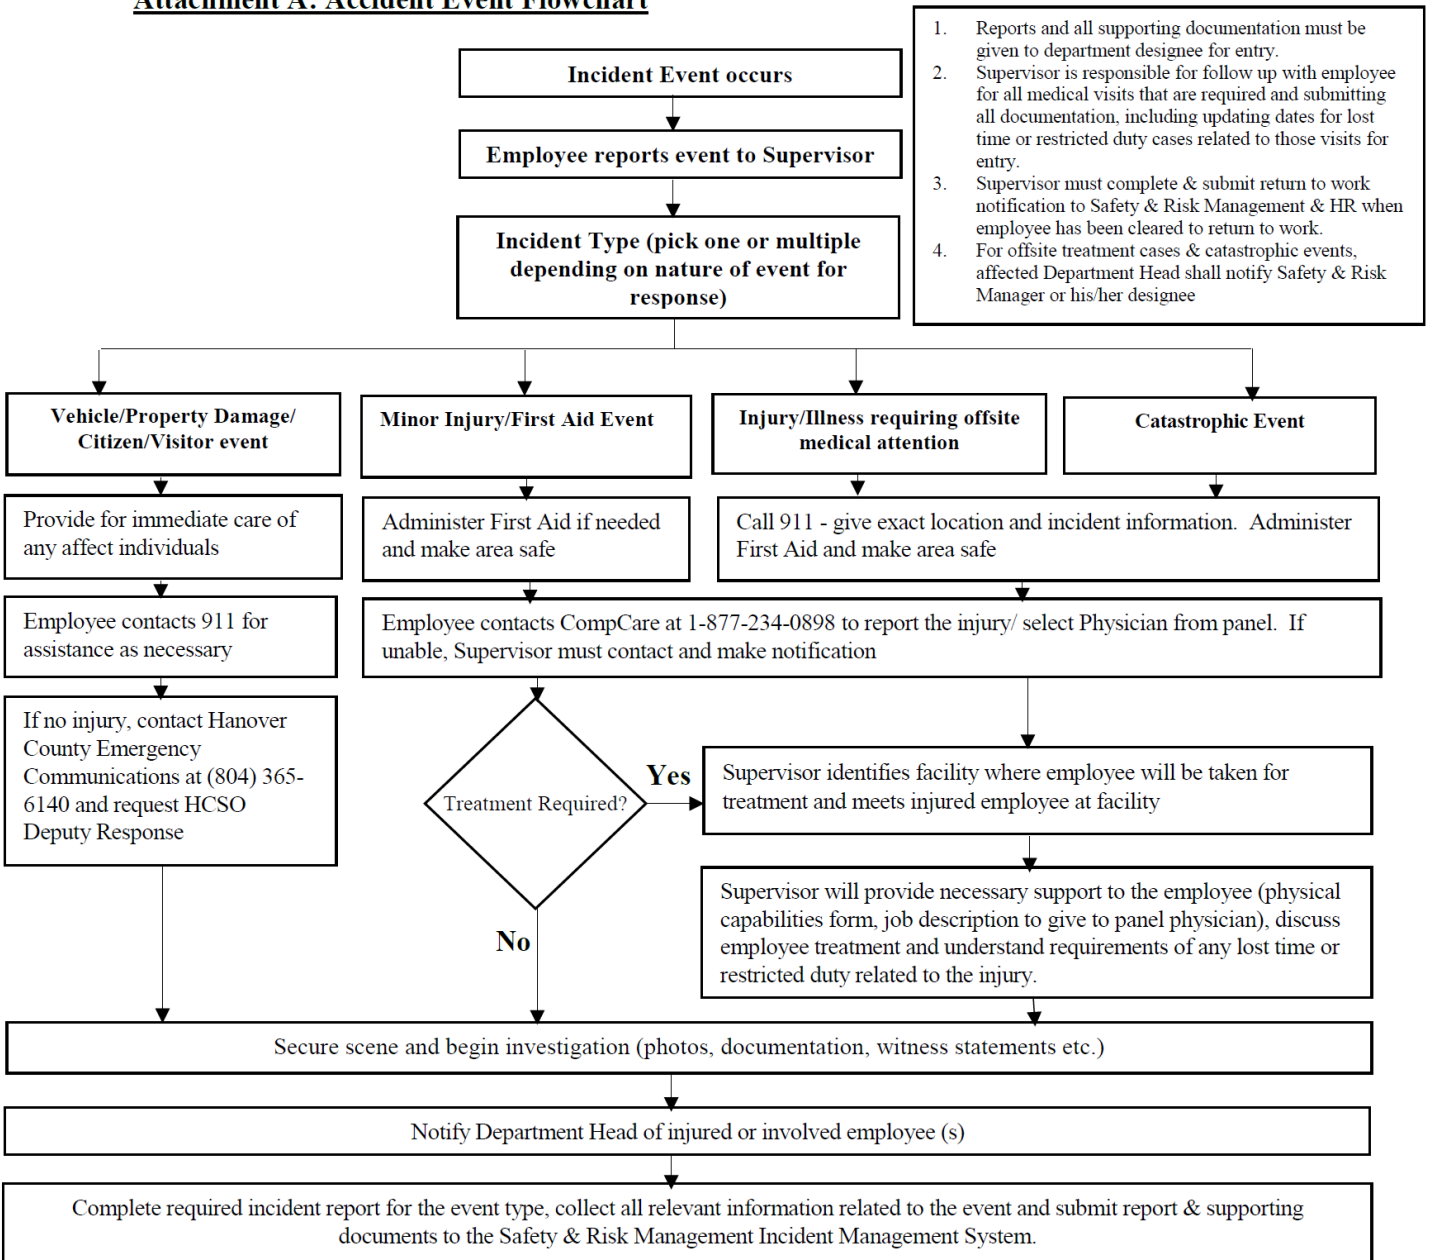 Attachment A: Accident Event Flowchart
1. Reports and all supporting documentation must be
given to department designee for entry.
2. Supervisor is responsible for follow up with employee
for all medical visits that are required and submitting
all documentation, including updating dates for lost
time or restricted duty cases related to those visits for
entry.
3. Supervisor must complete & submit return to work
notification to Safety & Risk Management & HR when
employee has been cleared to return to work.
4. For offsite treatment cases & catastrophic events,
affected Department Head shall notify Safety & Risk
Manager or his/her designee
Incident Event occurs
Employee reports event to Supervisor
Incident Type (pick one or multiple
depending on nature of event for
response)
Vehicle/Property Damage/
Citizen/Visitor event
Minor Injury/First Aid Event
Injury/Illness requiring offsite
medical attention
Catastrophic Event
Provide for immediate care of
any affect individuals
Administer First Aid if needed
and make area safe
Call 911 - give exact location and incident information. Administer
First Aid and make area safe
Employee contacts 911 for
assistance as necessary
Employee contacts CompCare at 1-877-234-0898 to report the injury/ select Physician from panel. If
unable, Supervisor must contact and make notification
If no injury, contact Hanover
County Emergency
Communications at (804) 365-
6140 and request HCSO
Deputy Response
Treatment Required?
Yes
No
Supervisor identifies facility where employee will be taken for
treatment and meets injured employee at facility
Supervisor will provide necessary support to the employee (physical
capabilities form, job description to give to panel physician), discuss
employee treatment and understand requirements of any lost time or
restricted duty related to the injury.
Secure scene and begin investigation (photos, documentation, witness statements etc.)
Notify Department Head of injured or involved employee (s)
Complete required incident report for the event type, collect all relevant information related to the event and submit report & supporting
documents to the Safety & Risk Management Incident Management System.